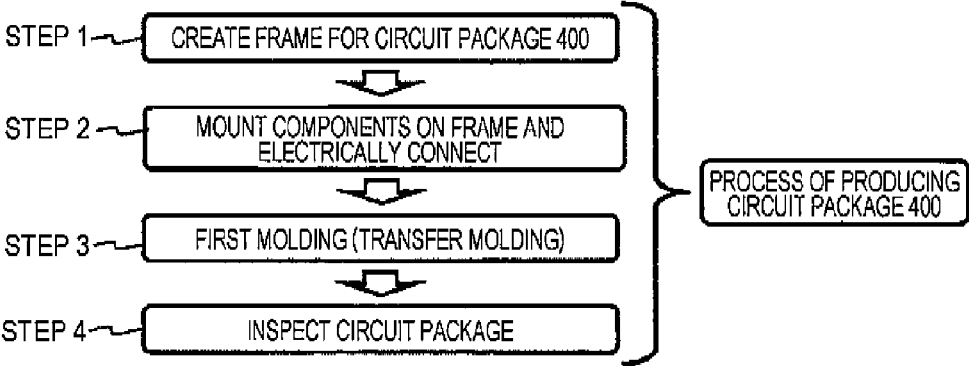 STEP 1
CREATE FRAME FOR CIRCUIT PACKAGE 400
STEP 2
MOUNT COMPONENTS ON FRAME AND
ELECTRICALLY CONNECT
STEP 3
FIRST MOLDING (TRANSFER MOLDING)
STEP 4
INSPECT CIRCUIT PACKAGE
PROCESS OF PRODUCING
CIRCUIT PACKAGE 400